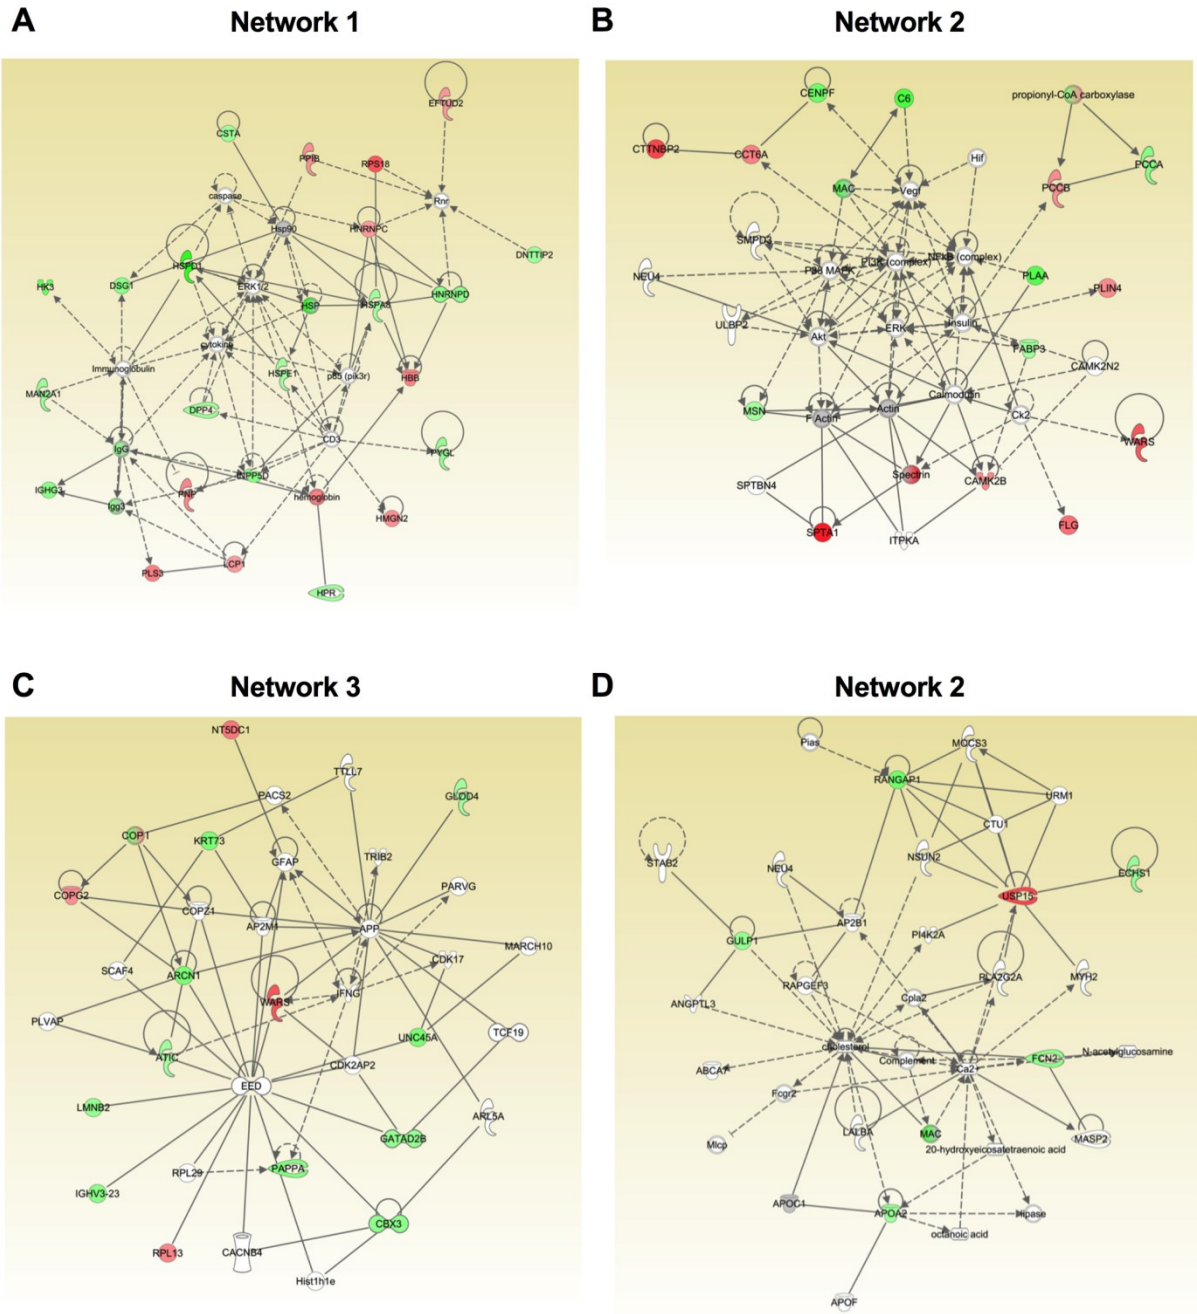 A
Network 1
EFTUD2
CSTA
PPIB
RPS18
caspase
Rnr
Hsp90
HNRNPC
DNTTIP2
HSPD1
HK3
DSG1
ERK1/2
HSP
HSPA8
HNRNPD
cytokine
Immunoglobulin
HSPE1
p85 (pik3r)
HBB
MAN2A1
DPP4
CD3
IgG
PYGL
INPP5D
IGHG3
PNP
hemoglobin
Igg3
HMGN2
PLS3
LCP1
HPR
B
Network 2
CENPF
C6
propionyl-CoA carboxylase
CTTNBP2
CCT6A
Hif
PCCA
MAC
Vegf
PCCB
SMPD3
NEU4
P38 MAPK
PI3K (complex)
NFkB (complex)
PLAA
PLIN4
ULBP2
Akt
ERK
Insulin
FABP3
CAMK2N2
MSN
F Actin
Actin
Calmodulin
Ck2
WARS
SPTBN4
Spectrin
CAMK2B
SPTA1
ITPKA
FLG
C
Network 3
NT5DC1
TTLL7
PACS2
GLOD4
COP1
KRT73
GFAP
TRIB2
COPG2
PARVG
COPZ1
AP2M1
APP
MARCH10
SCAF4
ARCN1
CDK17
WARS
IFNG
PLVAP
ATIC
UNC45A
TCF19
CDK2AP2
EED
LMNB2
ARL5A
GATAD2B
RPL29
PAPPA
IGHV3-23
CBX3
RPL13
CACNB4
Hist1h1e
D
Network 2
Pias
MOCS3
RANGAP1
URM1
CTU1
STAB2
NEU4
NSUN2
ECHS1
USP15
AP2B1
GULP1
PI4K2A
RAPGEF3
PLA2G2A
MYH2
ANGPTL3
Cpla2
cholesterol
Complement
FCN2
N-acetylglucosamine
ABCA7
Ca2+
Fcgr2
LALBA
MAC
MASP2
Mlcp
20-hydroxyeicosatetraenoic acid
APOC1
APOA2
lipase
octanoic acid
APOF